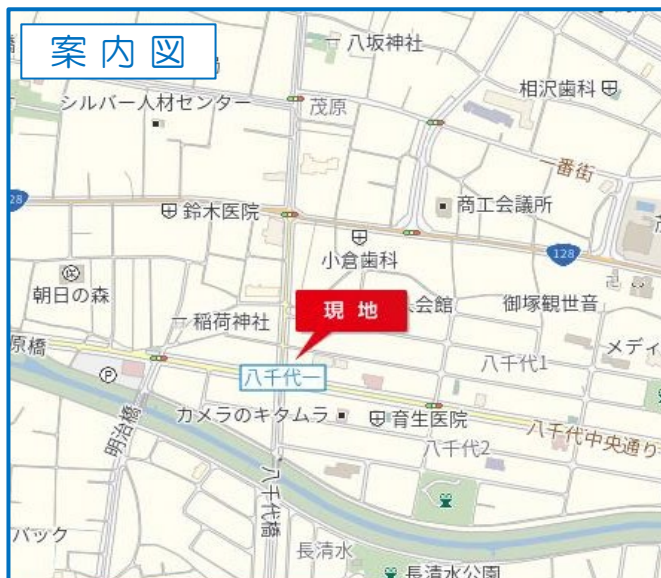 案内図
八坂神社
相沢歯科
シルバー人材センター
茂原
一番街
128
鈴木医院
商工会議所
小倉歯科
128
朝日の森
現地
会館
御塚観世音
稲荷神社
原橋
八千代1
メディ
八千代一
カメラのキタムラ
育生医院
明治橋
八千代2
八千代中央通り
八千代橋
バック
長清水
長清水公園